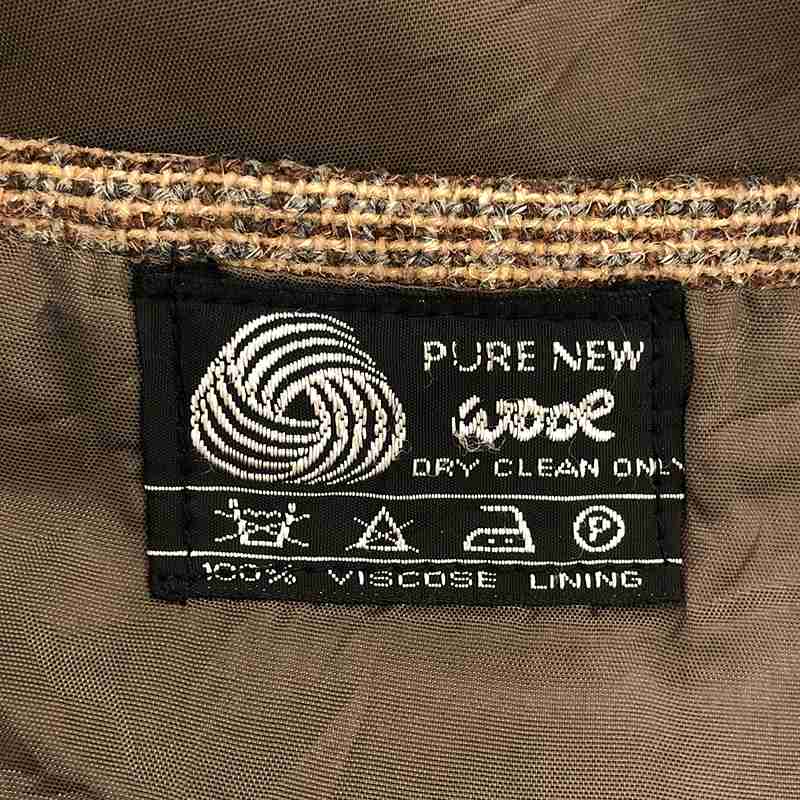 PURE NEW
wool
DRY CLEAN ONLY
P
100% VISCOSE LINING